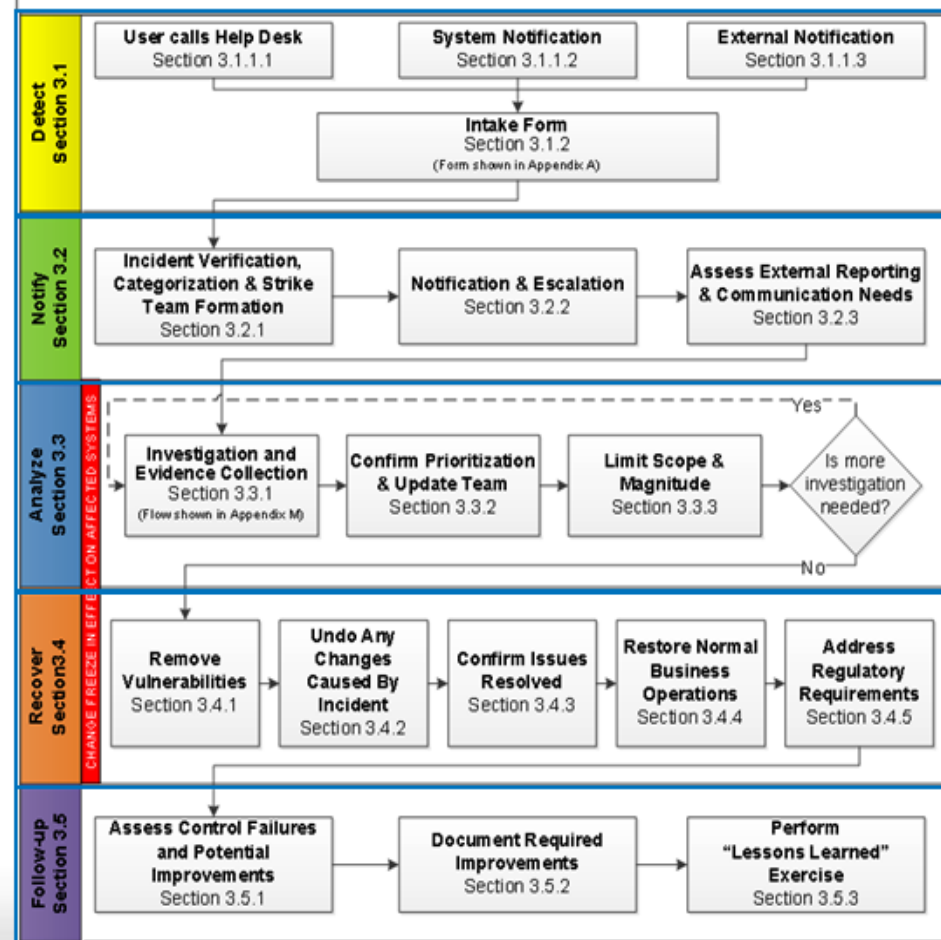 Detect
Section 3.1
User calls Help Desk
Section 3.1.1.1
System Notification
Section 3.1.1.2
External Notification
Section 3.1.1.3
Intake Form
Section 3.1.2
(Form shown in Appendix A)
Notify
Section 3.2
Incident Verification,
Categorization & Strike
Team Formation
Section 3.2.1
Notification & Escalation
Section 3.2.2
Assess External Reporting
& Communication Needs
Section 3.2.3
CHANGE FREEZE IN EFFECT ON AFFECTED SYSTEMS
Analyze
Section 3.3
Investigation and
Evidence Collection
Section 3.3.1
(Flow shown in Appendix M)
Confirm Prioritization
& Update Team
Section 3.3.2
Limit Scope &
Magnitude
Section 3.3.3
Yes
Is more
investigation
needed?
No
Recover
Section3.4
Remove
Vulnerabilities
Section 3.4.1
Undo Any
Changes
Caused By
Incident
Section 3.4.2
Confirm Issues
Resolved
Section 3.4.3
Restore Normal
Business
Operations
Section 3.4.4
Address
Regulatory
Requirements
Section 3.4.5
Follow-up
Section 3.5
Assess Control Failures
and Potential
Improvements
Section 3.5.1
Document Required
Improvements
Section 3.5.2
Perform
“Lessons Learned”
Exercise
Section 3.5.3